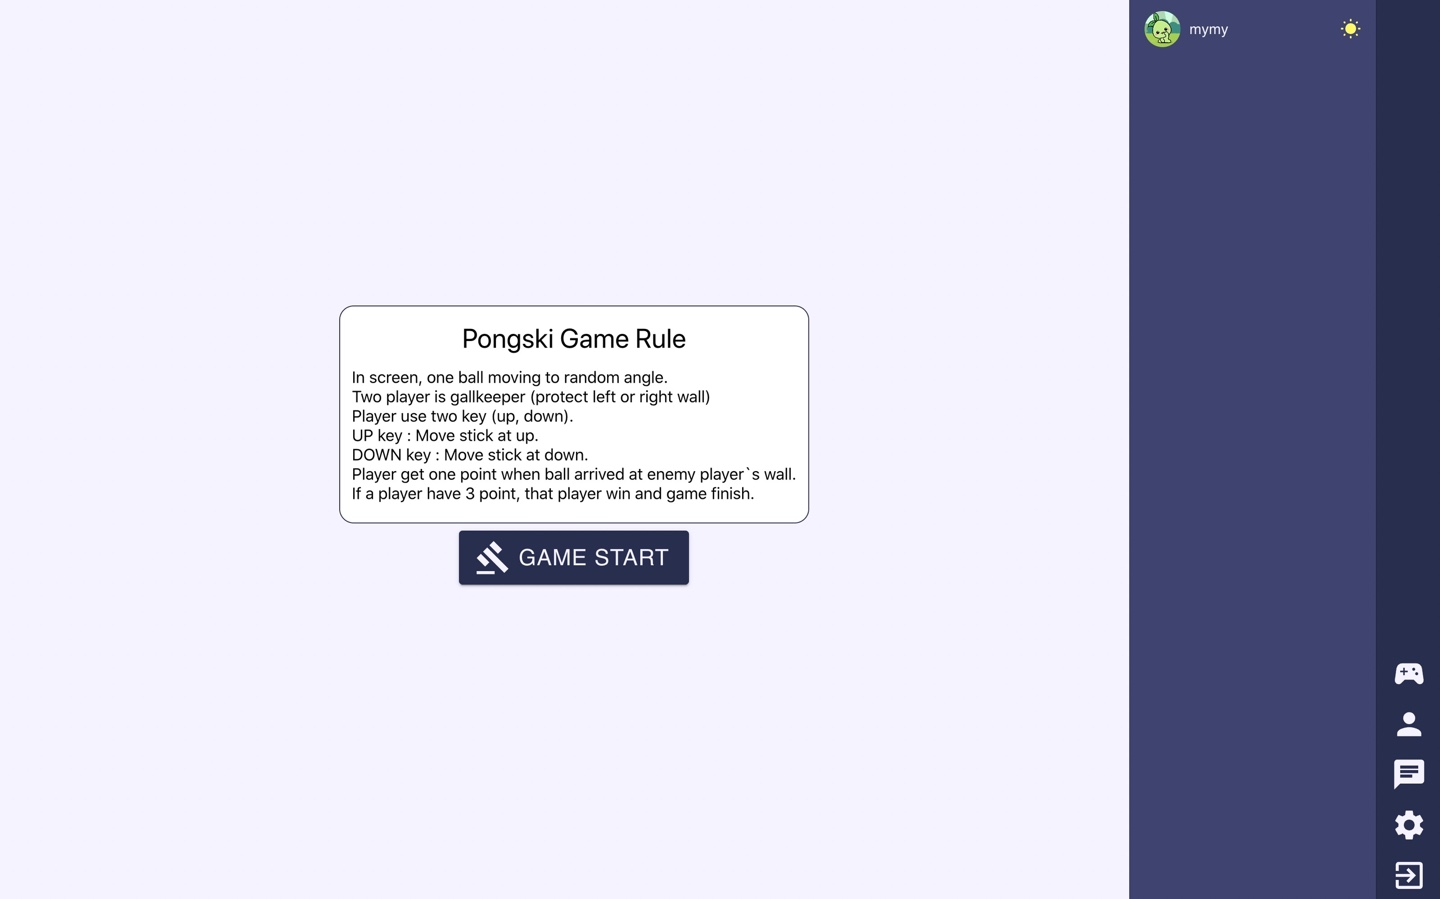 mymy
Pongski Game Rule
In screen, one ball moving to random angle.
Two player is gallkeeper (protect left or right wall)
Player use two key (up, down).
UP key : Move stick at up.
DOWN key : Move stick at down.
Player get one point when ball arrived at enemy player`s wall.
If a player have 3 point, that player win and game finish.
GAME START